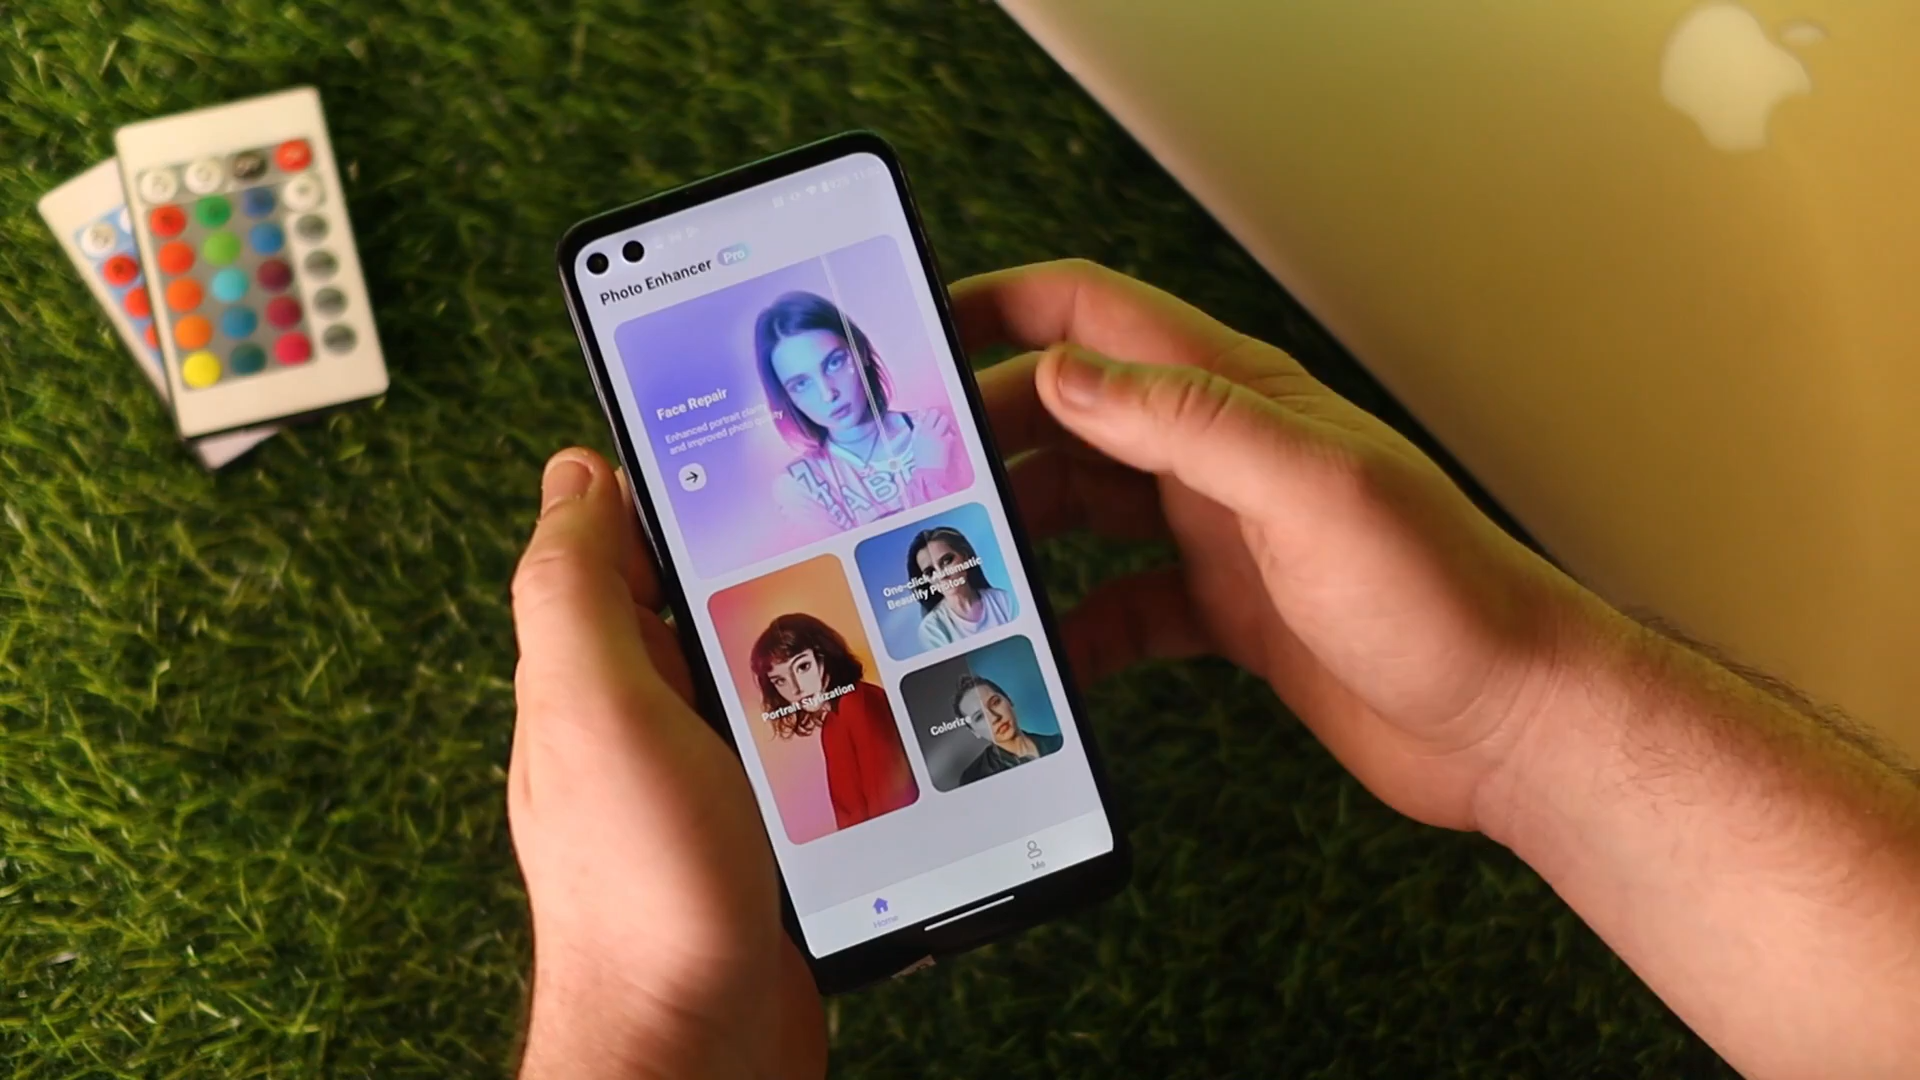 Photo Enhancer Pro
Face Repair
Enhanced portrait clarity
and improved photo quality
One-click Automatic
Beautify Photos
Portrait Stylization
Colorize
Me
Home